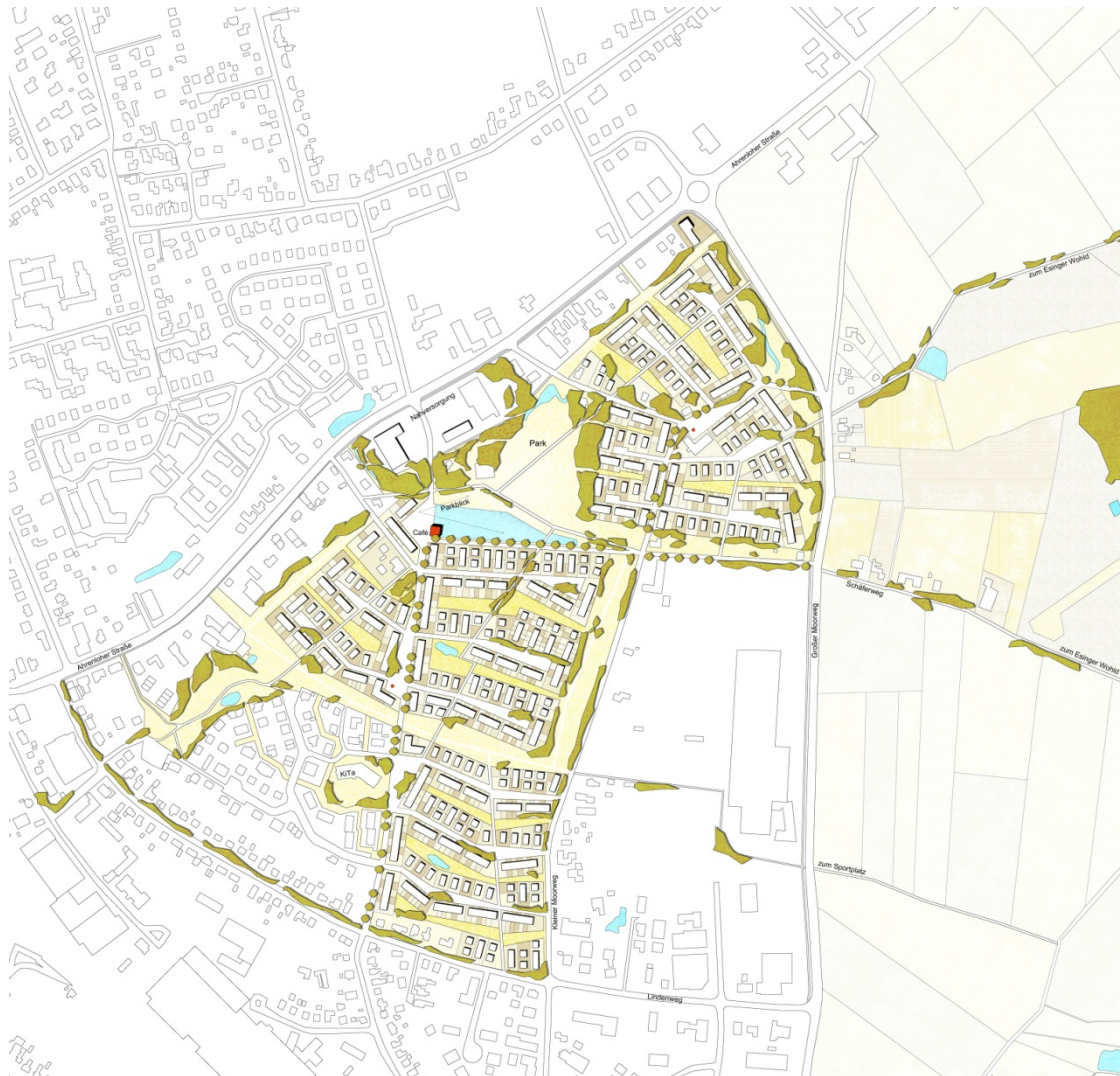 Ahrenloher Straße
zum Esinger Wohld
Nahversorgung
Park
Parkblick
Café
Schäferweg
Großer Moorweg
zum Esinger Wohld
Ahrenloher Straße
KiTa
zum Sportplatz
Kleiner Moorweg
Lindenweg